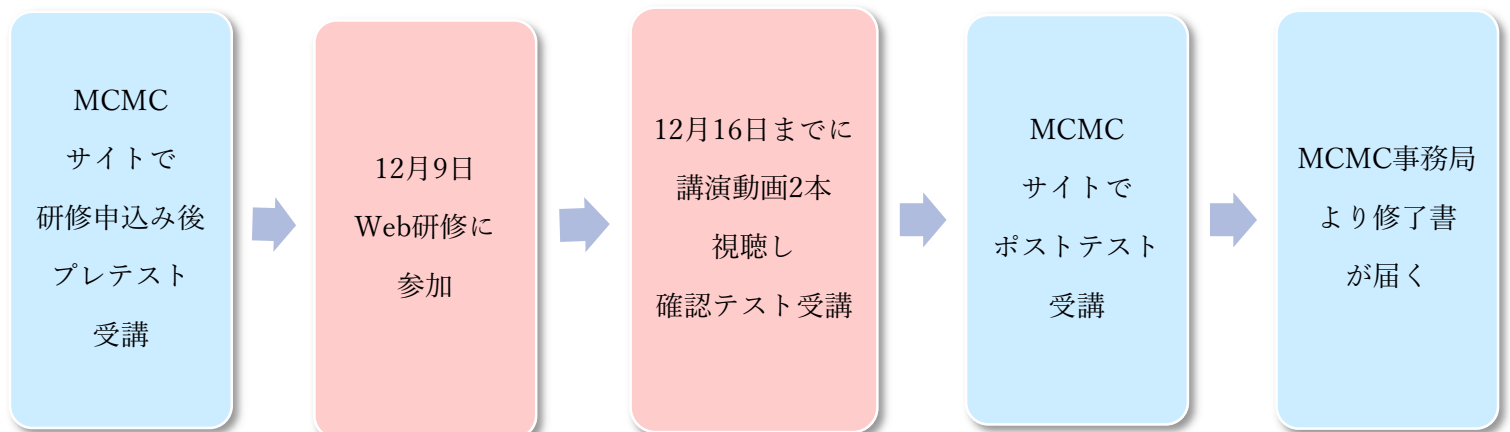 MCMC
サイトで
研修申込み後
プレテスト
受講
12月9日
Web研修に
参加
12月16日までに
講演動画2本
視聴し
確認テスト受講
MCMC
サイトで
ポストテスト
受講
MCMC事務局
より修了書
が届く